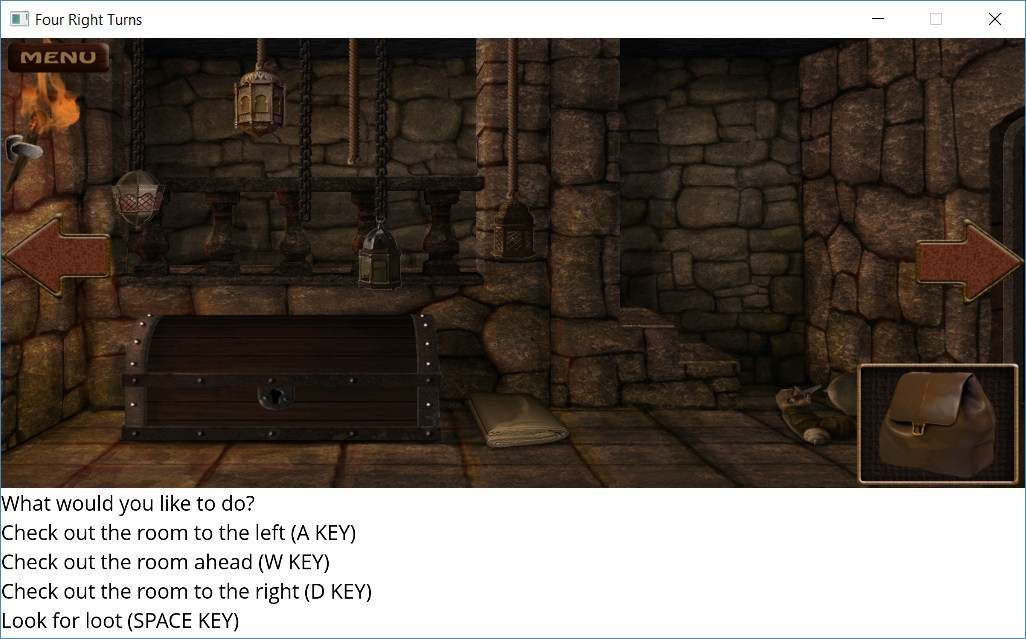 Four Right Turns
MENU
What would you like to do?
Check out the room to the left (A KEY)
Check out the room ahead (W KEY)
Check out the room to the right (D KEY)
Look for loot (SPACE KEY)